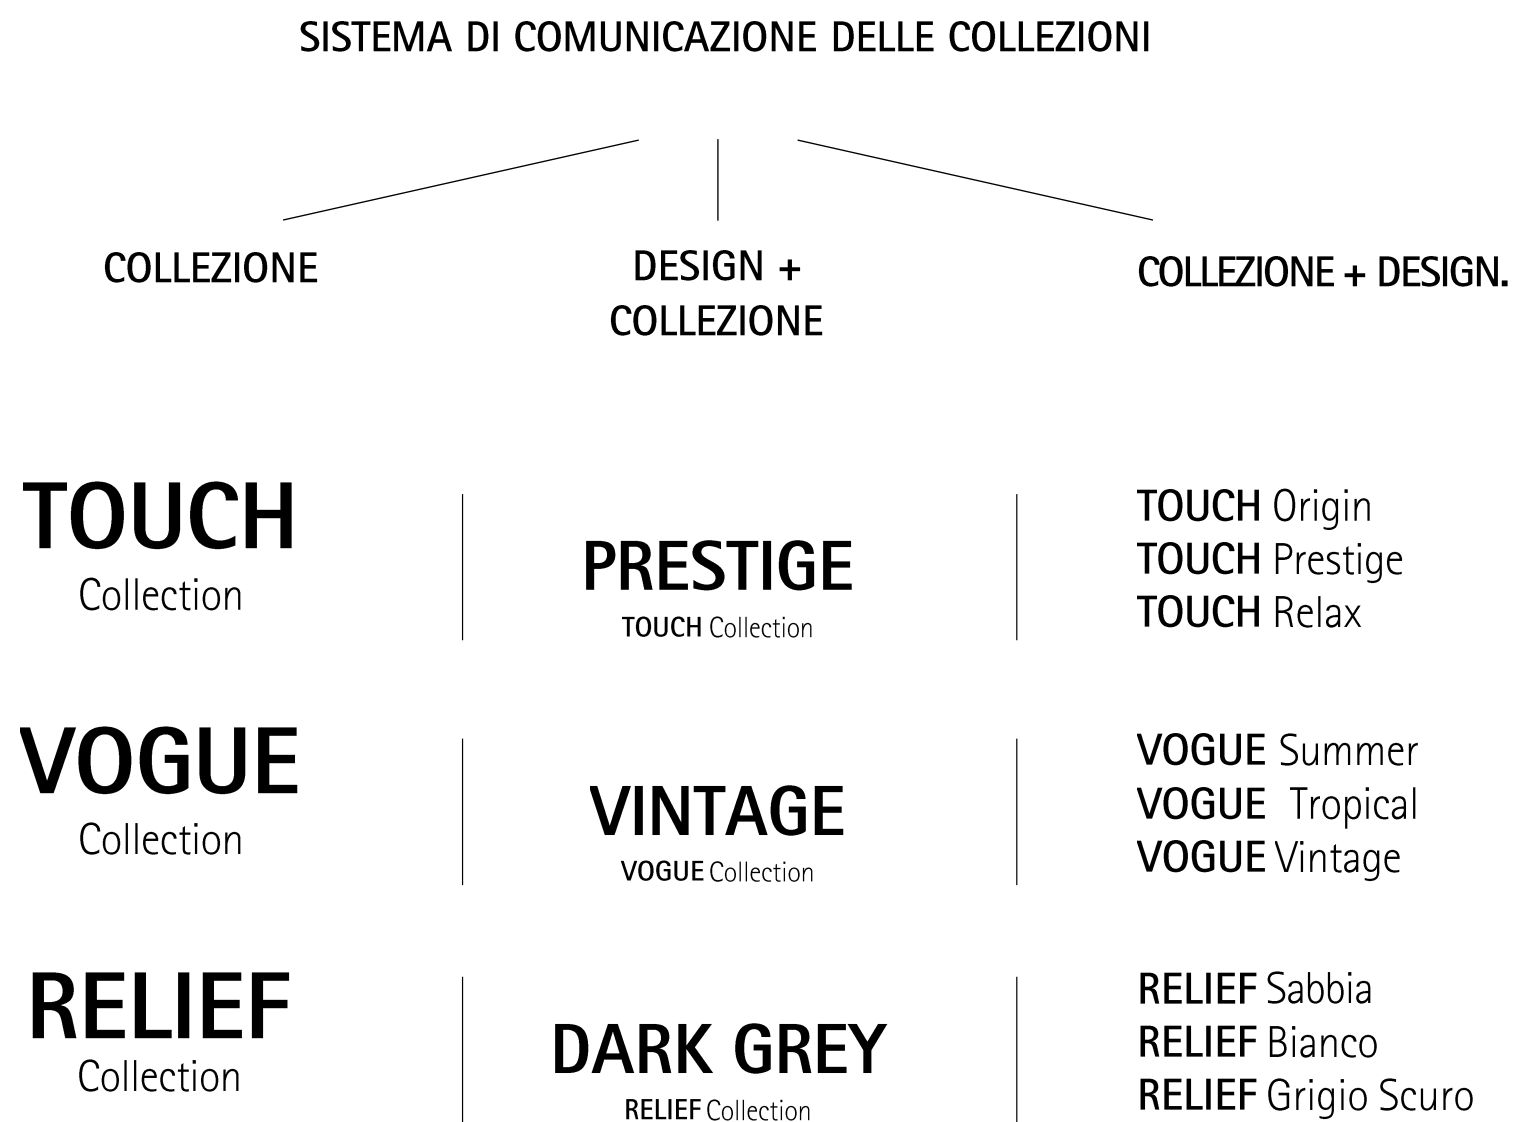 SISTEMA DI COMUNICAZIONE DELLE COLLEZIONI
COLLEZIONE
DESIGN +
COLLEZIONE
COLLEZIONE + DESIGN.
TOUCH
Collection
PRESTIGE
TOUCH Collection
TOUCH Origin
TOUCH Prestige
TOUCH Relax
VOGUE
Collection
VINTAGE
VOGUE Collection
VOGUE Summer
VOGUE Tropical
VOGUE Vintage
RELIEF
Collection
DARK GREY
RELIEF Collection
RELIEF Sabbia
RELIEF Bianco
RELIEF Grigio Scuro